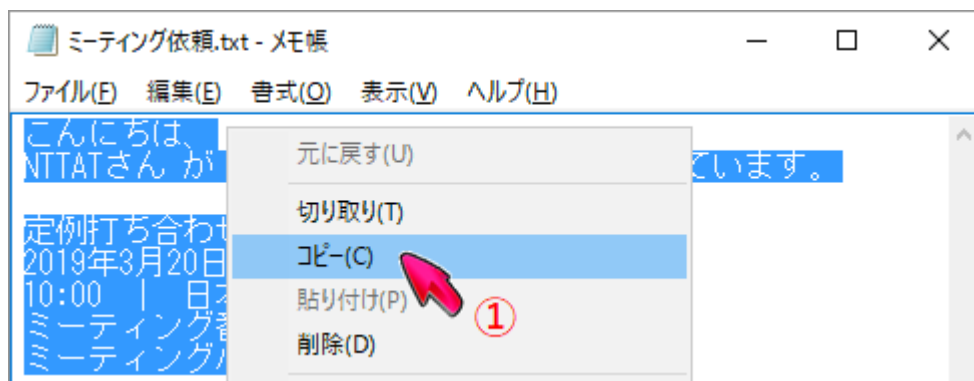 ミーティング依頼.txt - メモ帳
ファイル(F) 編集(E) 書式(O) 表示(V) ヘルプ(H)
こんにちは、
NTTATさん が ています。
定例打ち合わせ
2019年3月20日
10:00 | 日本
ミーティング
ミーティング
元に戻す(U)
切り取り(T)
コピー(C)
貼り付け(P)
①
削除(D)